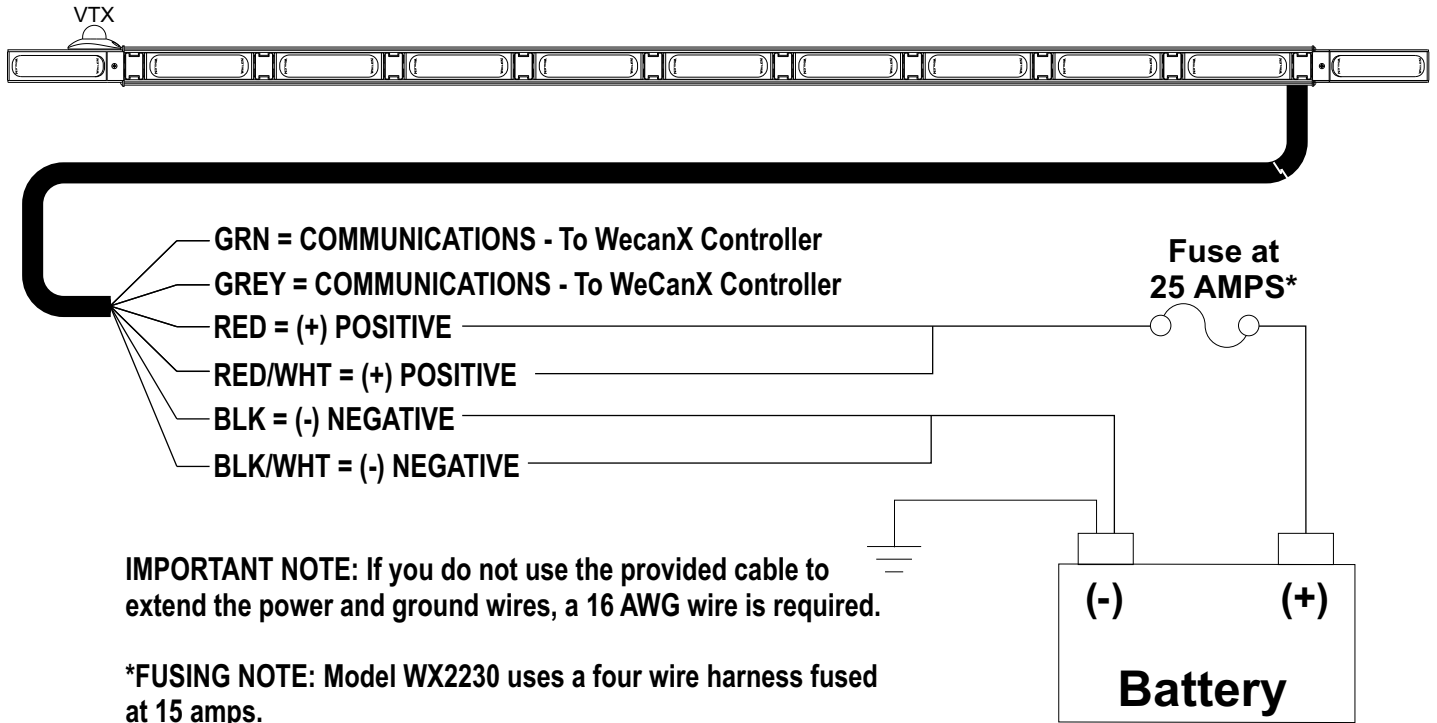 VTX
GRN = COMMUNICATIONS - To WecanX Controller
GREY = COMMUNICATIONS - To WeCanX Controller
RED = (+) POSITIVE
RED/WHT = (+) POSITIVE
BLK = (-) NEGATIVE
BLK/WHT = (-) NEGATIVE
Fuse at
25 AMPS*
IMPORTANT NOTE: If you do not use the provided cable to
extend the power and ground wires, a 16 AWG wire is required.
*FUSING NOTE: Model WX2230 uses a four wire harness fused
at 15 amps.
(-) (+)
Battery